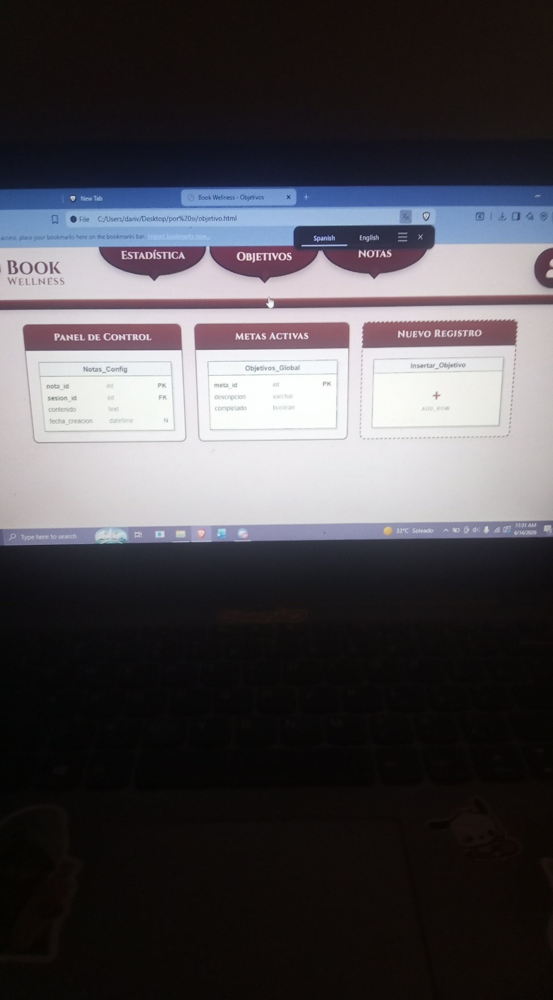 New Tab
Book Wellness - Objetivos
File C:/Users/dariv/Desktop/por%20si/objetivo.html
access, place your bookmarks here on the bookmarks bar. Import bookmarks now...
Spanish English
BOOK
WELLNESS
ESTADÍSTICA
OBJETIVOS
NOTAS
PANEL DE CONTROL
Notas_Config
nota_id int PK
sesion_id int FK
contenido text
fecha_creacion datetime N
METAS ACTIVAS
Objetivos_Global
meta_id int PK
descripcion varchar
completado boolean
NUEVO REGISTRO
Insertar_Objetivo
+
ADD_ROW
Type here to search
32°C Soleado
11:31 AM
6/14/2026